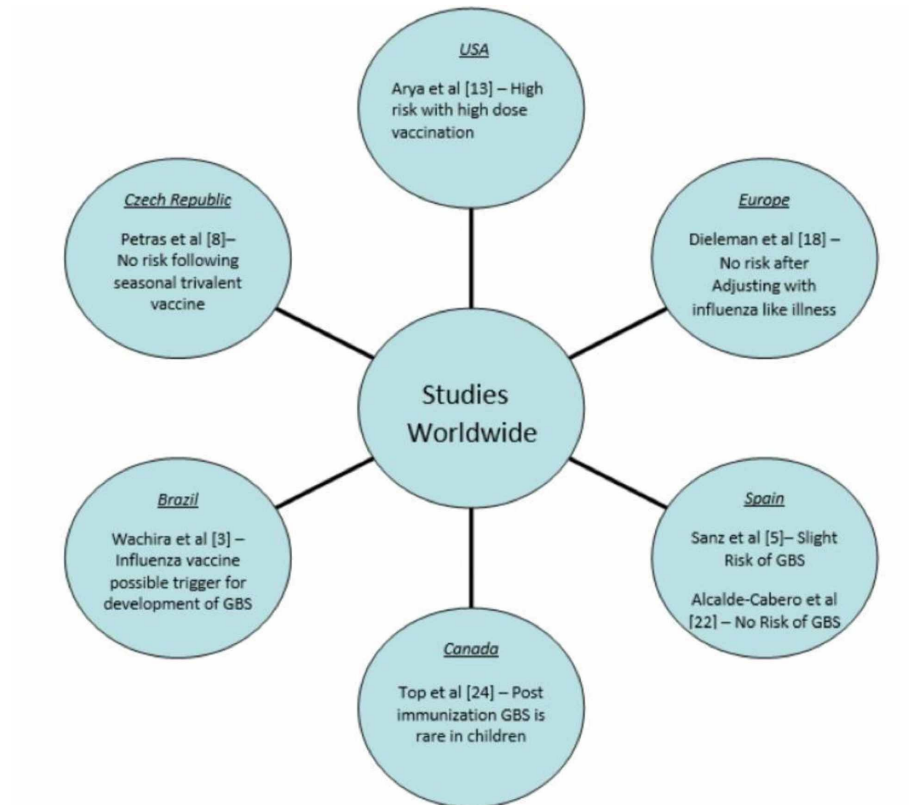 USA
Arya et al [13] – High
risk with high dose
vaccination
Czech Republic
Petras et al [8]–
No risk following
seasonal trivalent
vaccine
Europe
Dieleman et al [18] –
No risk after
Adjusting with
influenza like illness
Studies
Worldwide
Brazil
Wachira et al [3] –
Influenza vaccine
possible trigger for
development of GBS
Spain
Sanz et al [5]– Slight
Risk of GBS
Alcalde-Cabero et al
[22] – No Risk of GBS
Canada
Top et al [24] – Post
immunization GBS is
rare in children